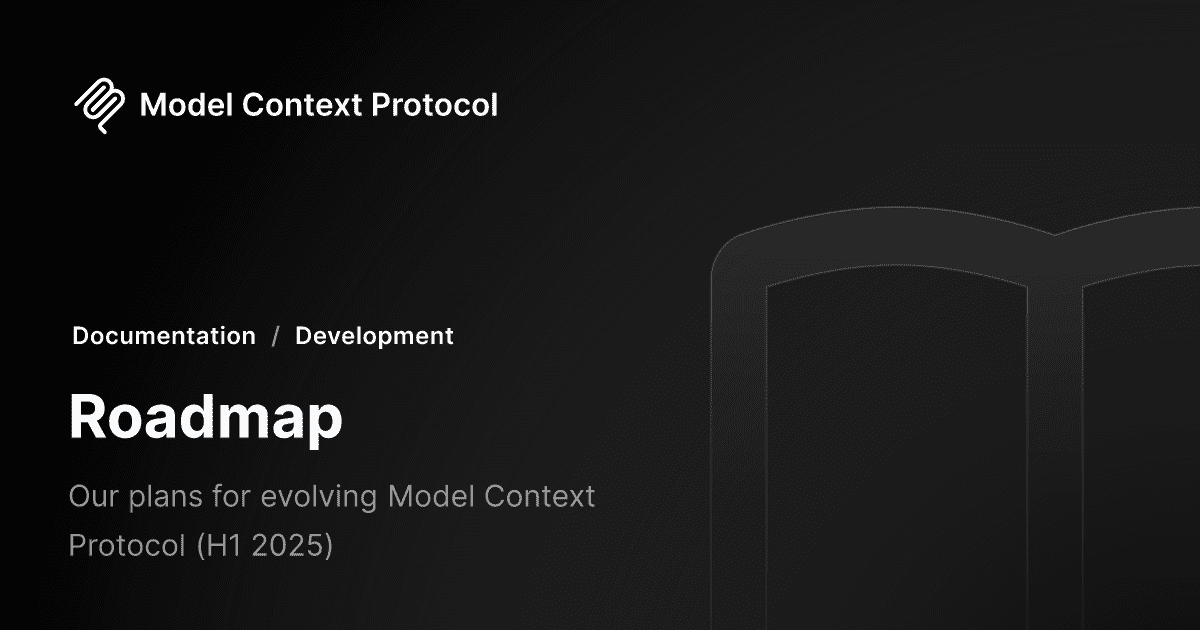 Model Context Protocol
Documentation / Development
Roadmap
Our plans for evolving Model Context
Protocol (H1 2025)